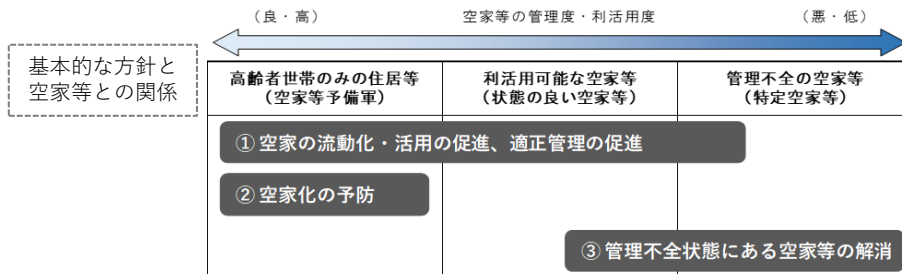 （良・高） 空家等の管理度・利活用度 （悪・低）
基本的な方針と
空家等との関係
高齢者世帯のみの住居等
（空家等予備軍）
利活用可能な空家等
（状態の良い空家等）
管理不全の空家等
（特定空家等）
① 空家の流動化・活用の促進、適正管理の促進
② 空家化の予防
③ 管理不全状態にある空家等の解消